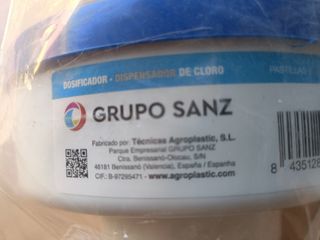 DOSIFICADOR - DISPENSADOR DE CLORO
PASTILLAS
GRUPO SANZ
Fabricado por: Técnicas Agroplastic, S.L.
Parque Empresarial GRUPO SANZ
Ctra. Benissanó-Olocau, S/N
46181 Benissanó (Valencia), España / Espanha
CIF.: B-97295471 - www.agroplastic.com
8 435128